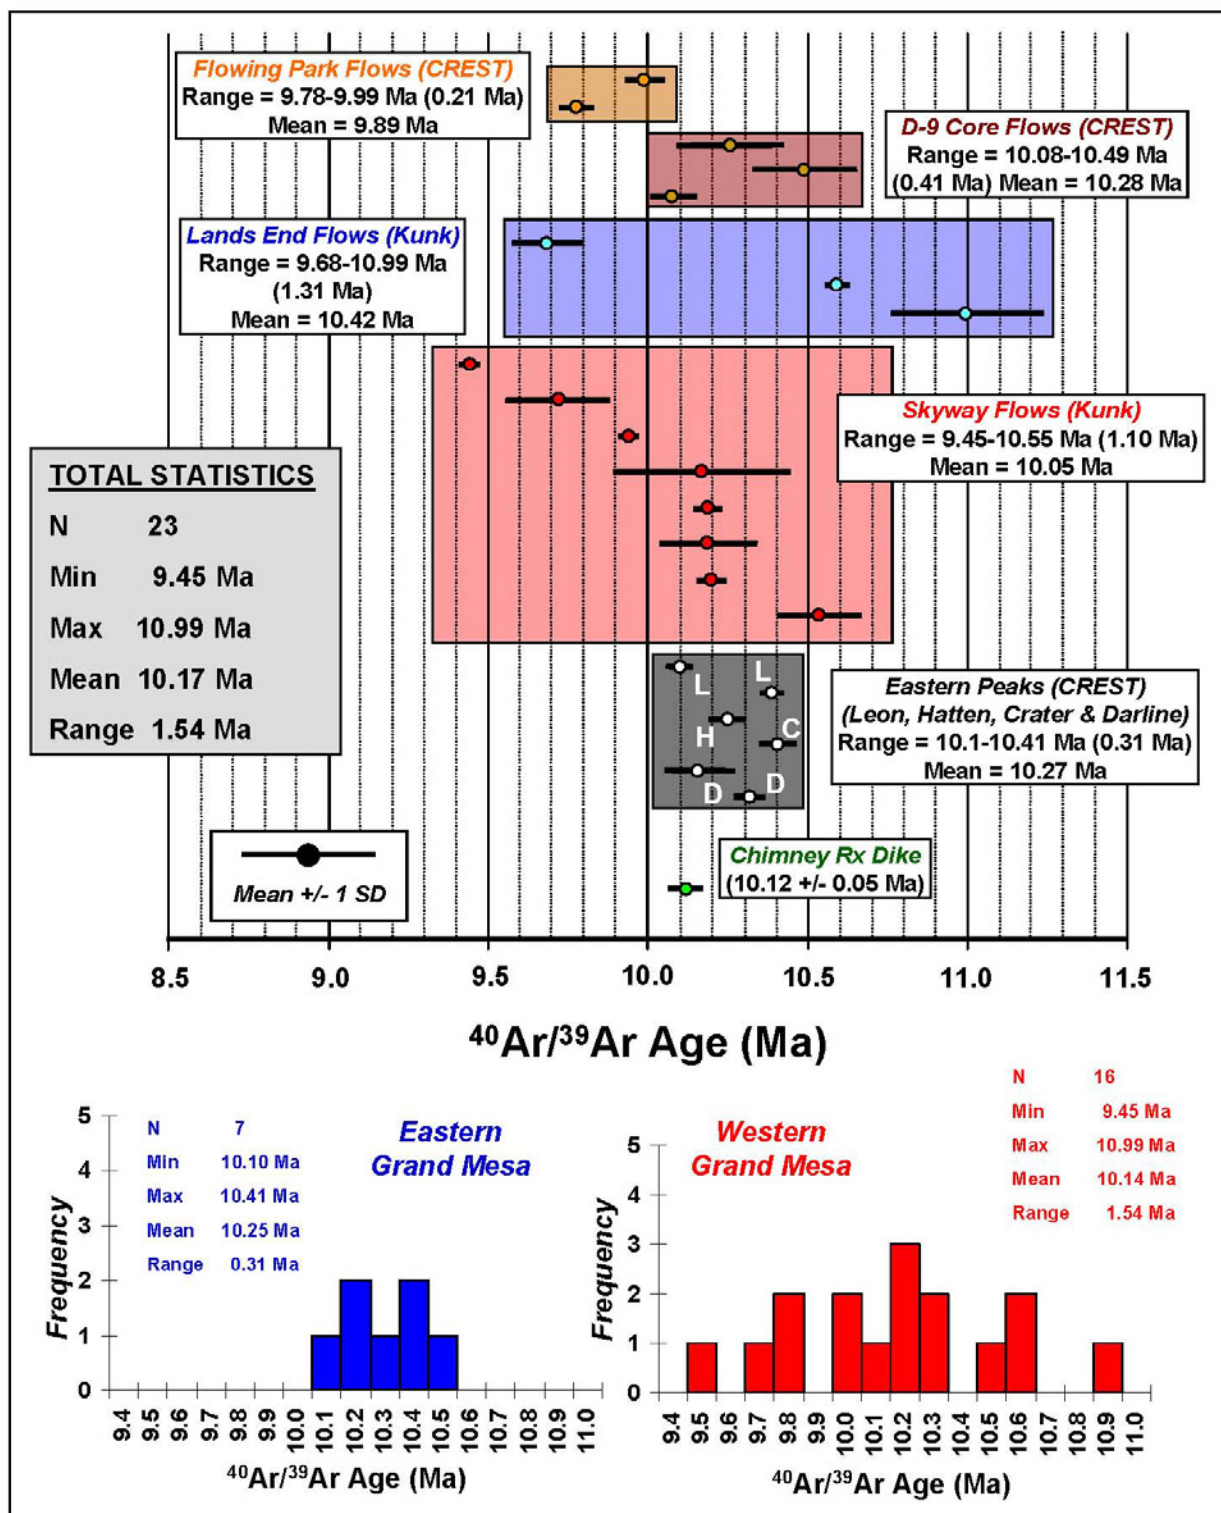 Flowing Park Flows (CREST)
Range = 9.78-9.99 Ma (0.21 Ma)
Mean = 9.89 Ma
D-9 Core Flows (CREST)
Range = 10.08-10.49 Ma
(0.41 Ma) Mean = 10.28 Ma
Lands End Flows (Kunk)
Range = 9.68-10.99 Ma
(1.31 Ma)
Mean = 10.42 Ma
Skyway Flows (Kunk)
Range = 9.45-10.55 Ma (1.10 Ma)
Mean = 10.05 Ma
TOTAL STATISTICS
N 23
Min 9.45 Ma
Max 10.99 Ma
Mean 10.17 Ma
Range 1.54 Ma
L
L
H
C
D
D
Eastern Peaks (CREST)
(Leon, Hatten, Crater & Darline)
Range = 10.1-10.41 Ma (0.31 Ma)
Mean = 10.27 Ma
Mean +/- 1 SD
Chimney Rx Dike
(10.12 +/- 0.05 Ma)
8.5 9.0 9.5 10.0 10.5 11.0 11.5
⁴⁰Ar/³⁹Ar Age (Ma)
Eastern
Grand Mesa
N 7
Min 10.10 Ma
Max 10.41 Ma
Mean 10.25 Ma
Range 0.31 Ma
Frequency
5
4
3
2
1
0
9.4 9.5 9.6 9.7 9.8 9.9 10.0 10.1 10.2 10.3 10.4 10.5 10.6 10.7 10.8 10.9 11.0
⁴⁰Ar/³⁹Ar Age (Ma)
Western
Grand Mesa
N 16
Min 9.45 Ma
Max 10.99 Ma
Mean 10.14 Ma
Range 1.54 Ma
Frequency
5
4
3
2
1
0
9.4 9.5 9.6 9.7 9.8 9.9 10.0 10.1 10.2 10.3 10.4 10.5 10.6 10.7 10.8 10.9 11.0
⁴⁰Ar/³⁹Ar Age (Ma)